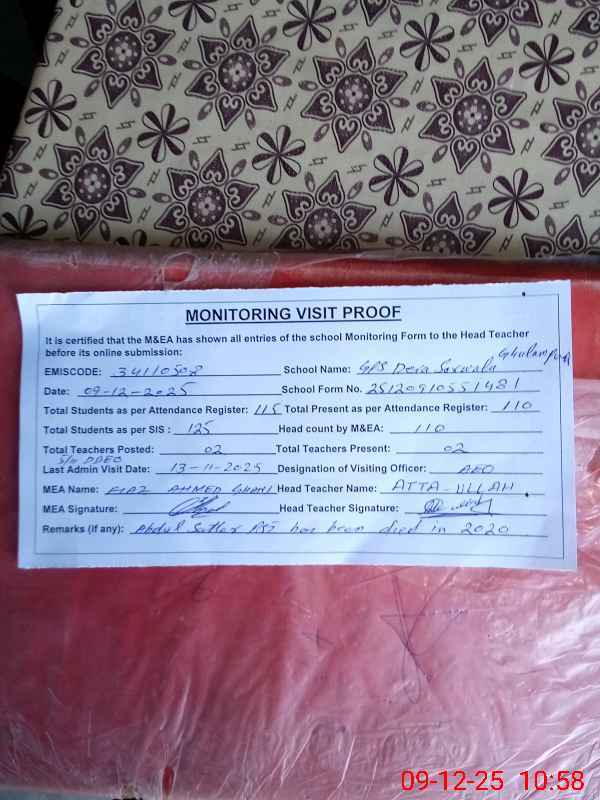 MONITORING VISIT PROOF
It is certified that the M&EA has shown all entries of the school Monitoring Form to the Head Teacher
before its online submission:
EMISCODE: 34110502 School Name: GPS Dera Sarwala Ghulampura
Date: 09-12-2025 School Form No. 2512091055 1481
Total Students as per Attendance Register: 115 Total Present as per Attendance Register: 110
Total Students as per SIS : 125 Head count by M&EA: 110
Total Teachers Posted: 02 Total Teachers Present: 02
S/o DDEO
Last Admin Visit Date: 13-11-2025 Designation of Visiting Officer: AEO
MEA Name: FIAZ AHMED GHANI Head Teacher Name: ATTA-ULLAH
MEA Signature: Head Teacher Signature:
Remarks (if any): Abdul Sattar PST has been died in 2020
09-12-25 10:58